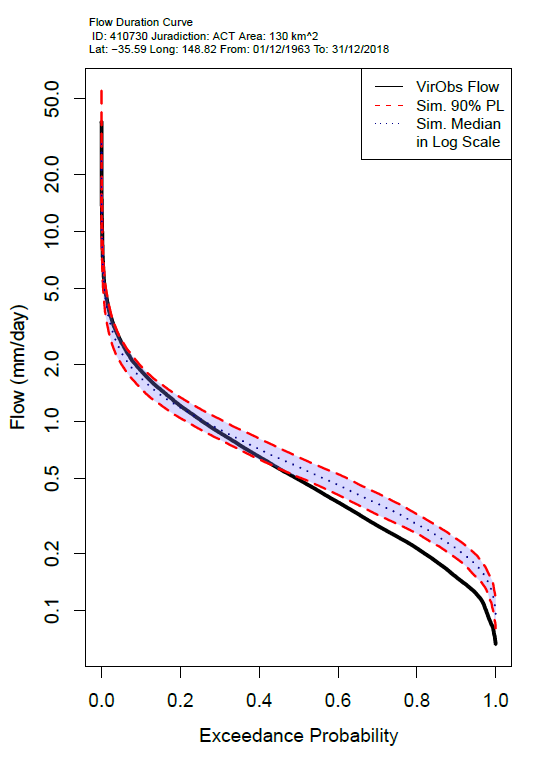 Flow Duration Curve
ID: 410730 Juradiction: ACT Area: 130 km^2
Lat: −35.59 Long: 148.82 From: 01/12/1963 To: 31/12/2018
VirObs Flow
Sim. 90% PL
Sim. Median
in Log Scale
Flow (mm/day)
50.0
20.0
10.0
5.0
2.0
1.0
0.5
0.2
0.1
0.0 0.2 0.4 0.6 0.8 1.0
Exceedance Probability